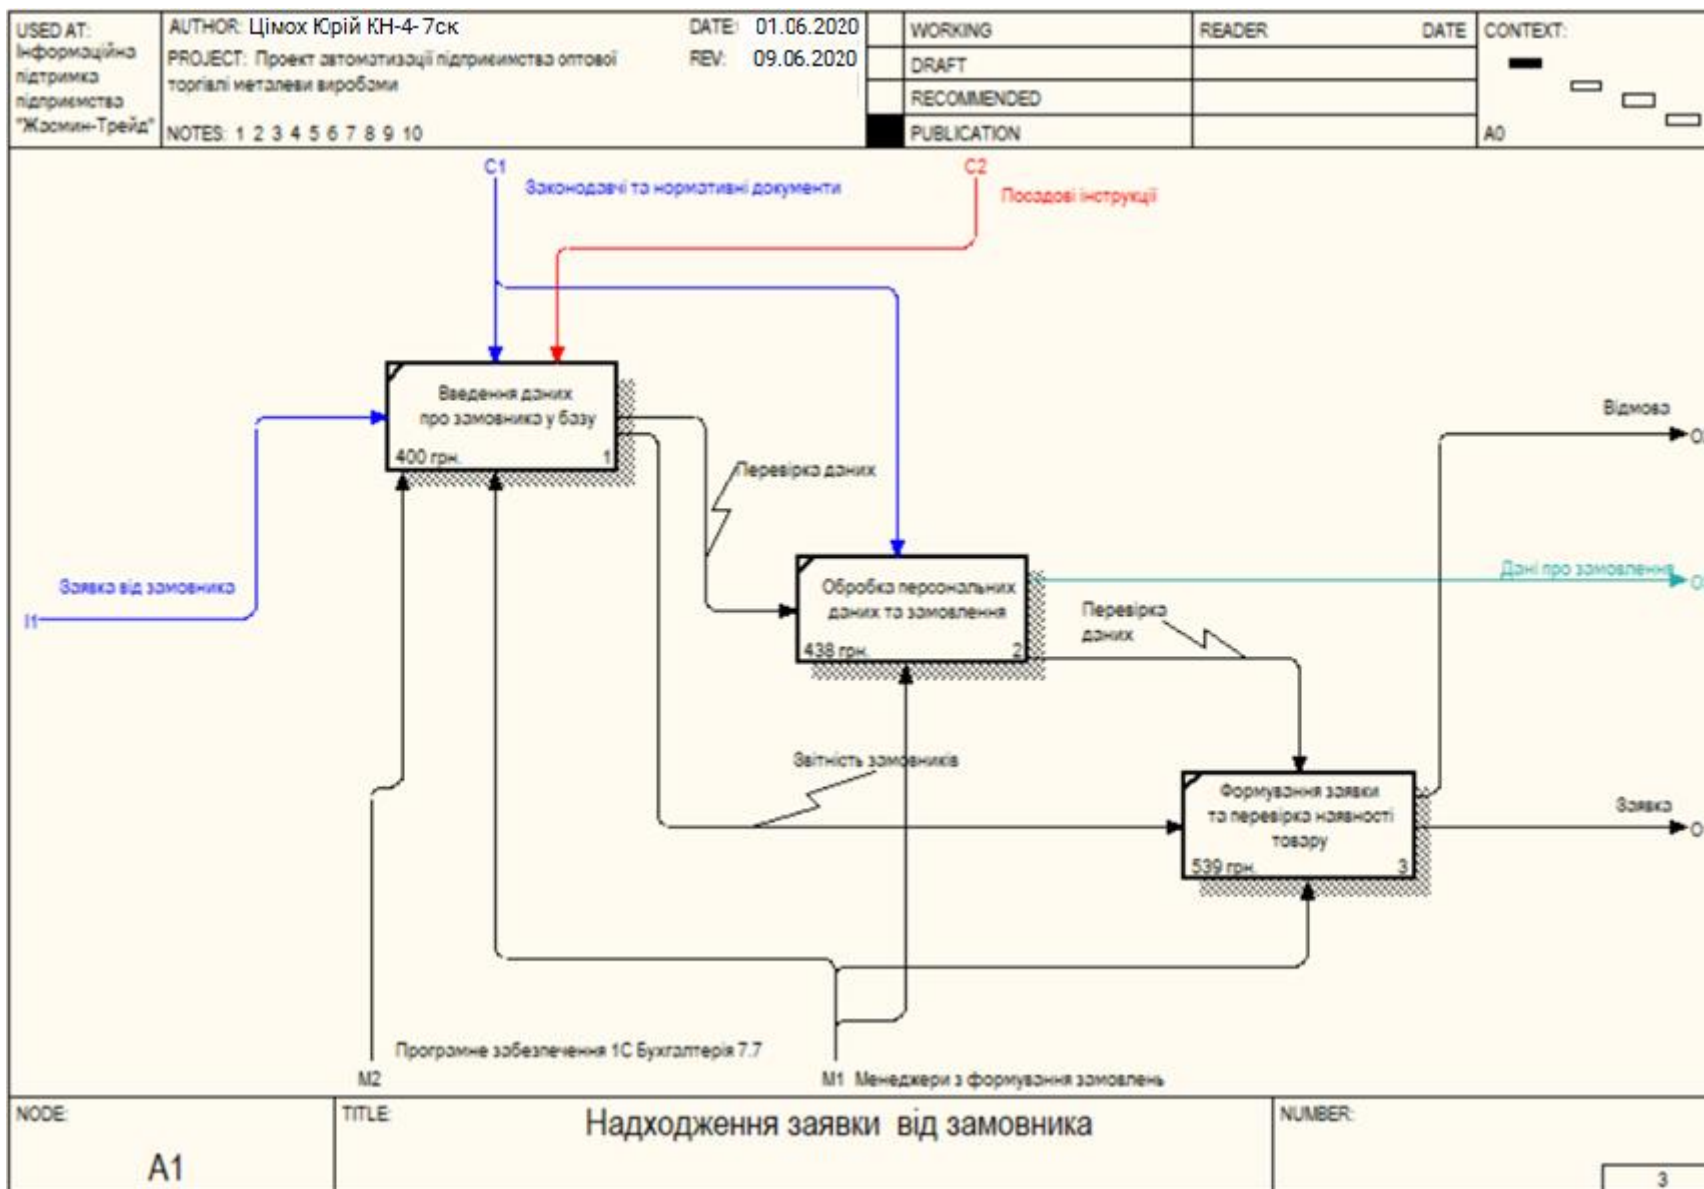 USED AT:
Інформаційна
підтримка
підприємства
"Жасмин-Трейд"
AUTHOR: Цімох Юрій КН-4-7ск
DATE: 01.06.2020
PROJECT: Проект автоматизації підприємства оптової
торгівлі металеви виробами
REV: 09.06.2020
NOTES: 1 2 3 4 5 6 7 8 9 10
WORKING
DRAFT
RECOMMENDED
PUBLICATION
READER DATE
CONTEXT:
A0
C1
Законодавчі та нормативні документи
C2
Посадові інструкції
Введення даних
про замовника у базу
400 грн. 1
Відмова
O
Перевірка даних
Заявка від замовника
I1
Обробка персональних
даних та замовлення
438 грн. 2
Дані про замовлення
O
Перевірка
даних
Звітність замовників
Формування заявки
та перевірка наявності
товару
539 грн. 3
Заявка
O
Програмне забезпечення 1С Бухгалтерія 7.7
M2
M1 Менеджери з формування замовлень
NODE:
A1
TITLE:
Надходження заявки від замовника
NUMBER:
3